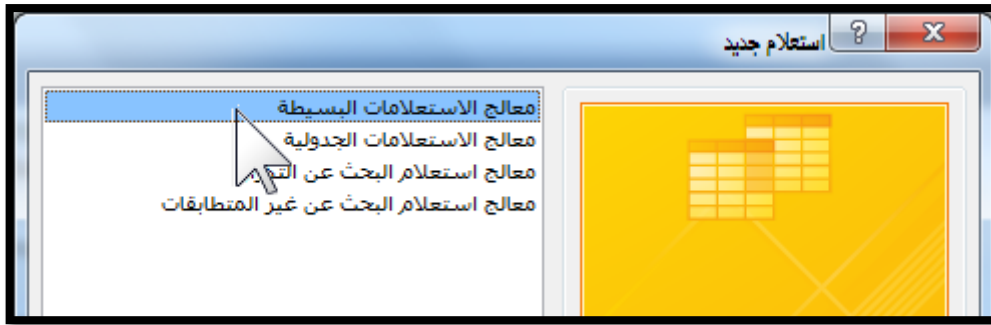 استعلام جديد
معالج الاستعلامات البسيطة
معالج الاستعلامات الجدولية
معالج استعلام البحث عن
معالج استعلام البحث عن غير المتطابقات